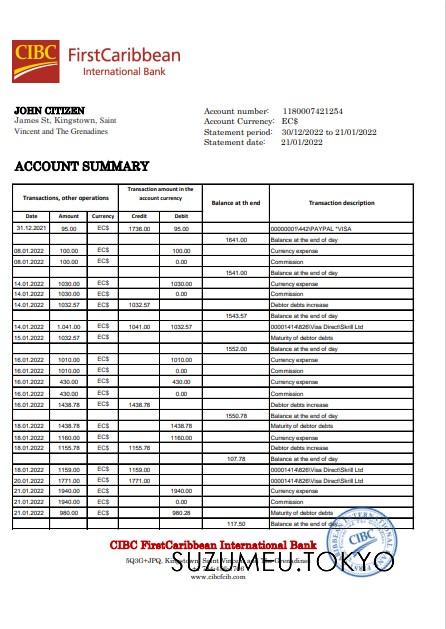 CIBC FirstCaribbean
International Bank
JOHN CITIZEN
James St, Kingstown, Saint
Vincent and The Grenadines
Account number: 1180007421254
Account Currency: EC$
Statement period: 30/12/2022 to 21/01/2022
Statement date: 21/01/2022
ACCOUNT SUMMARY
Transactions, other operations Transaction amount in the account currency Balance at th end Transaction description
Date Amount Currency Credit Debit
31.12.2021 95.00 EC$ 1736.00 95.00 00000001\442\PAYPAL *VISA
1641.00 Balance at the end of day
08.01.2022 100.00 EC$ 100.00 Currency expense
08.01.2022 100.00 EC$ 0.00 Commission
1541.00 Balance at the end of day
14.01.2022 1030.00 EC$ 1030.00 Currency expense
14.01.2022 1030.00 EC$ 0.00 Commission
14.01.2022 1032.57 EC$ 1032.57 Debtor debts increase
1543.57 Balance at the end of day
14.01.2022 1.041.00 EC$ 1041.00 1032.57 00001414\826\Visa Direct\Skrill Ltd
15.01.2022 1032.57 EC$ Maturity of debtor debts
1552.00 Balance at the end of day
16.01.2022 1010.00 EC$ 1010.00 Currency expense
16.01.2022 1010.00 EC$ 0.00 Commission
16.01.2022 430.00 EC$ 430.00 Currency expense
16.01.2022 430.00 EC$ 0.00 Commission
16.01.2022 1438.78 EC$ 1438.78 Debtor debts increase
1550.78 Balance at the end of day
18.01.2022 1438.78 EC$ 1438.78 Maturity of debtor debts
18.01.2022 1160.00 EC$ 1160.00 Currency expense
18.01.2022 1155.78 EC$ 1155.78 Debtor debts increase
107.78 Balance at the end of day
18.01.2022 1159.00 EC$ 1159.00 00001414\826\Visa Direct\Skrill Ltd
20.01.2022 1771.00 EC$ 1771.00 00001414\826\Visa Direct\Skrill Ltd
21.01.2022 1940.00 EC$ 1940.00 Currency expense
21.01.2022 1940.00 EC$ 0.00 Commission
21.01.2022 980.00 EC$ 980.28 Maturity of debtor debts
117.50 Balance at the end of day
CIBC FirstCaribbean International Bank
5Q3G+JPQ, Kingstown, Saint Vincent and The Grenadines
SUZUMEU.TOKYO
www.cibcfcib.com
CIBC